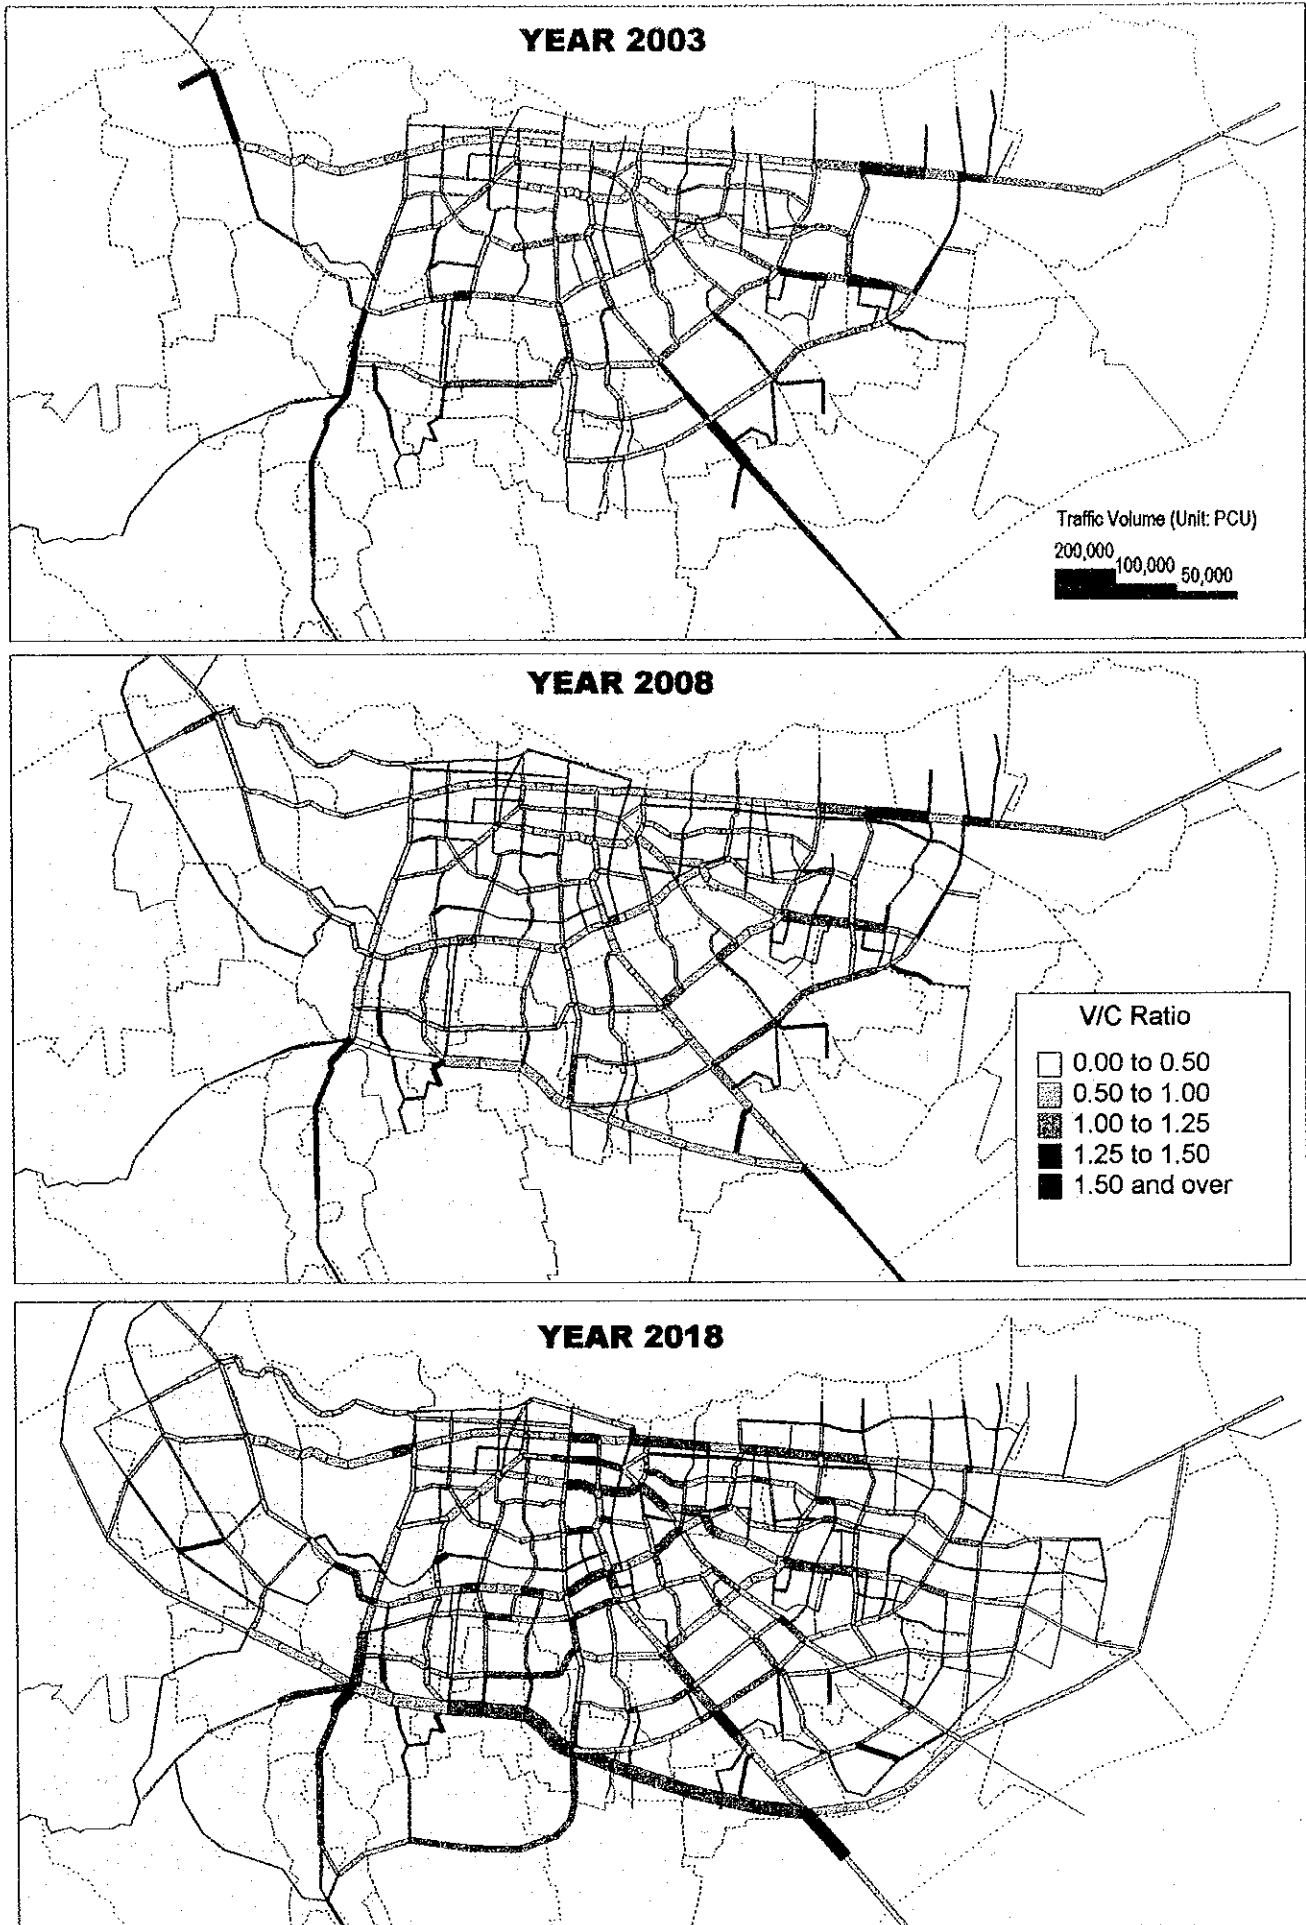 YEAR 2003
Traffic Volume (Unit: PCU)
200,000 100,000 50,000
YEAR 2008
V/C Ratio
0.00 to 0.50
0.50 to 1.00
1.00 to 1.25
1.25 to 1.50
1.50 and over
YEAR 2018